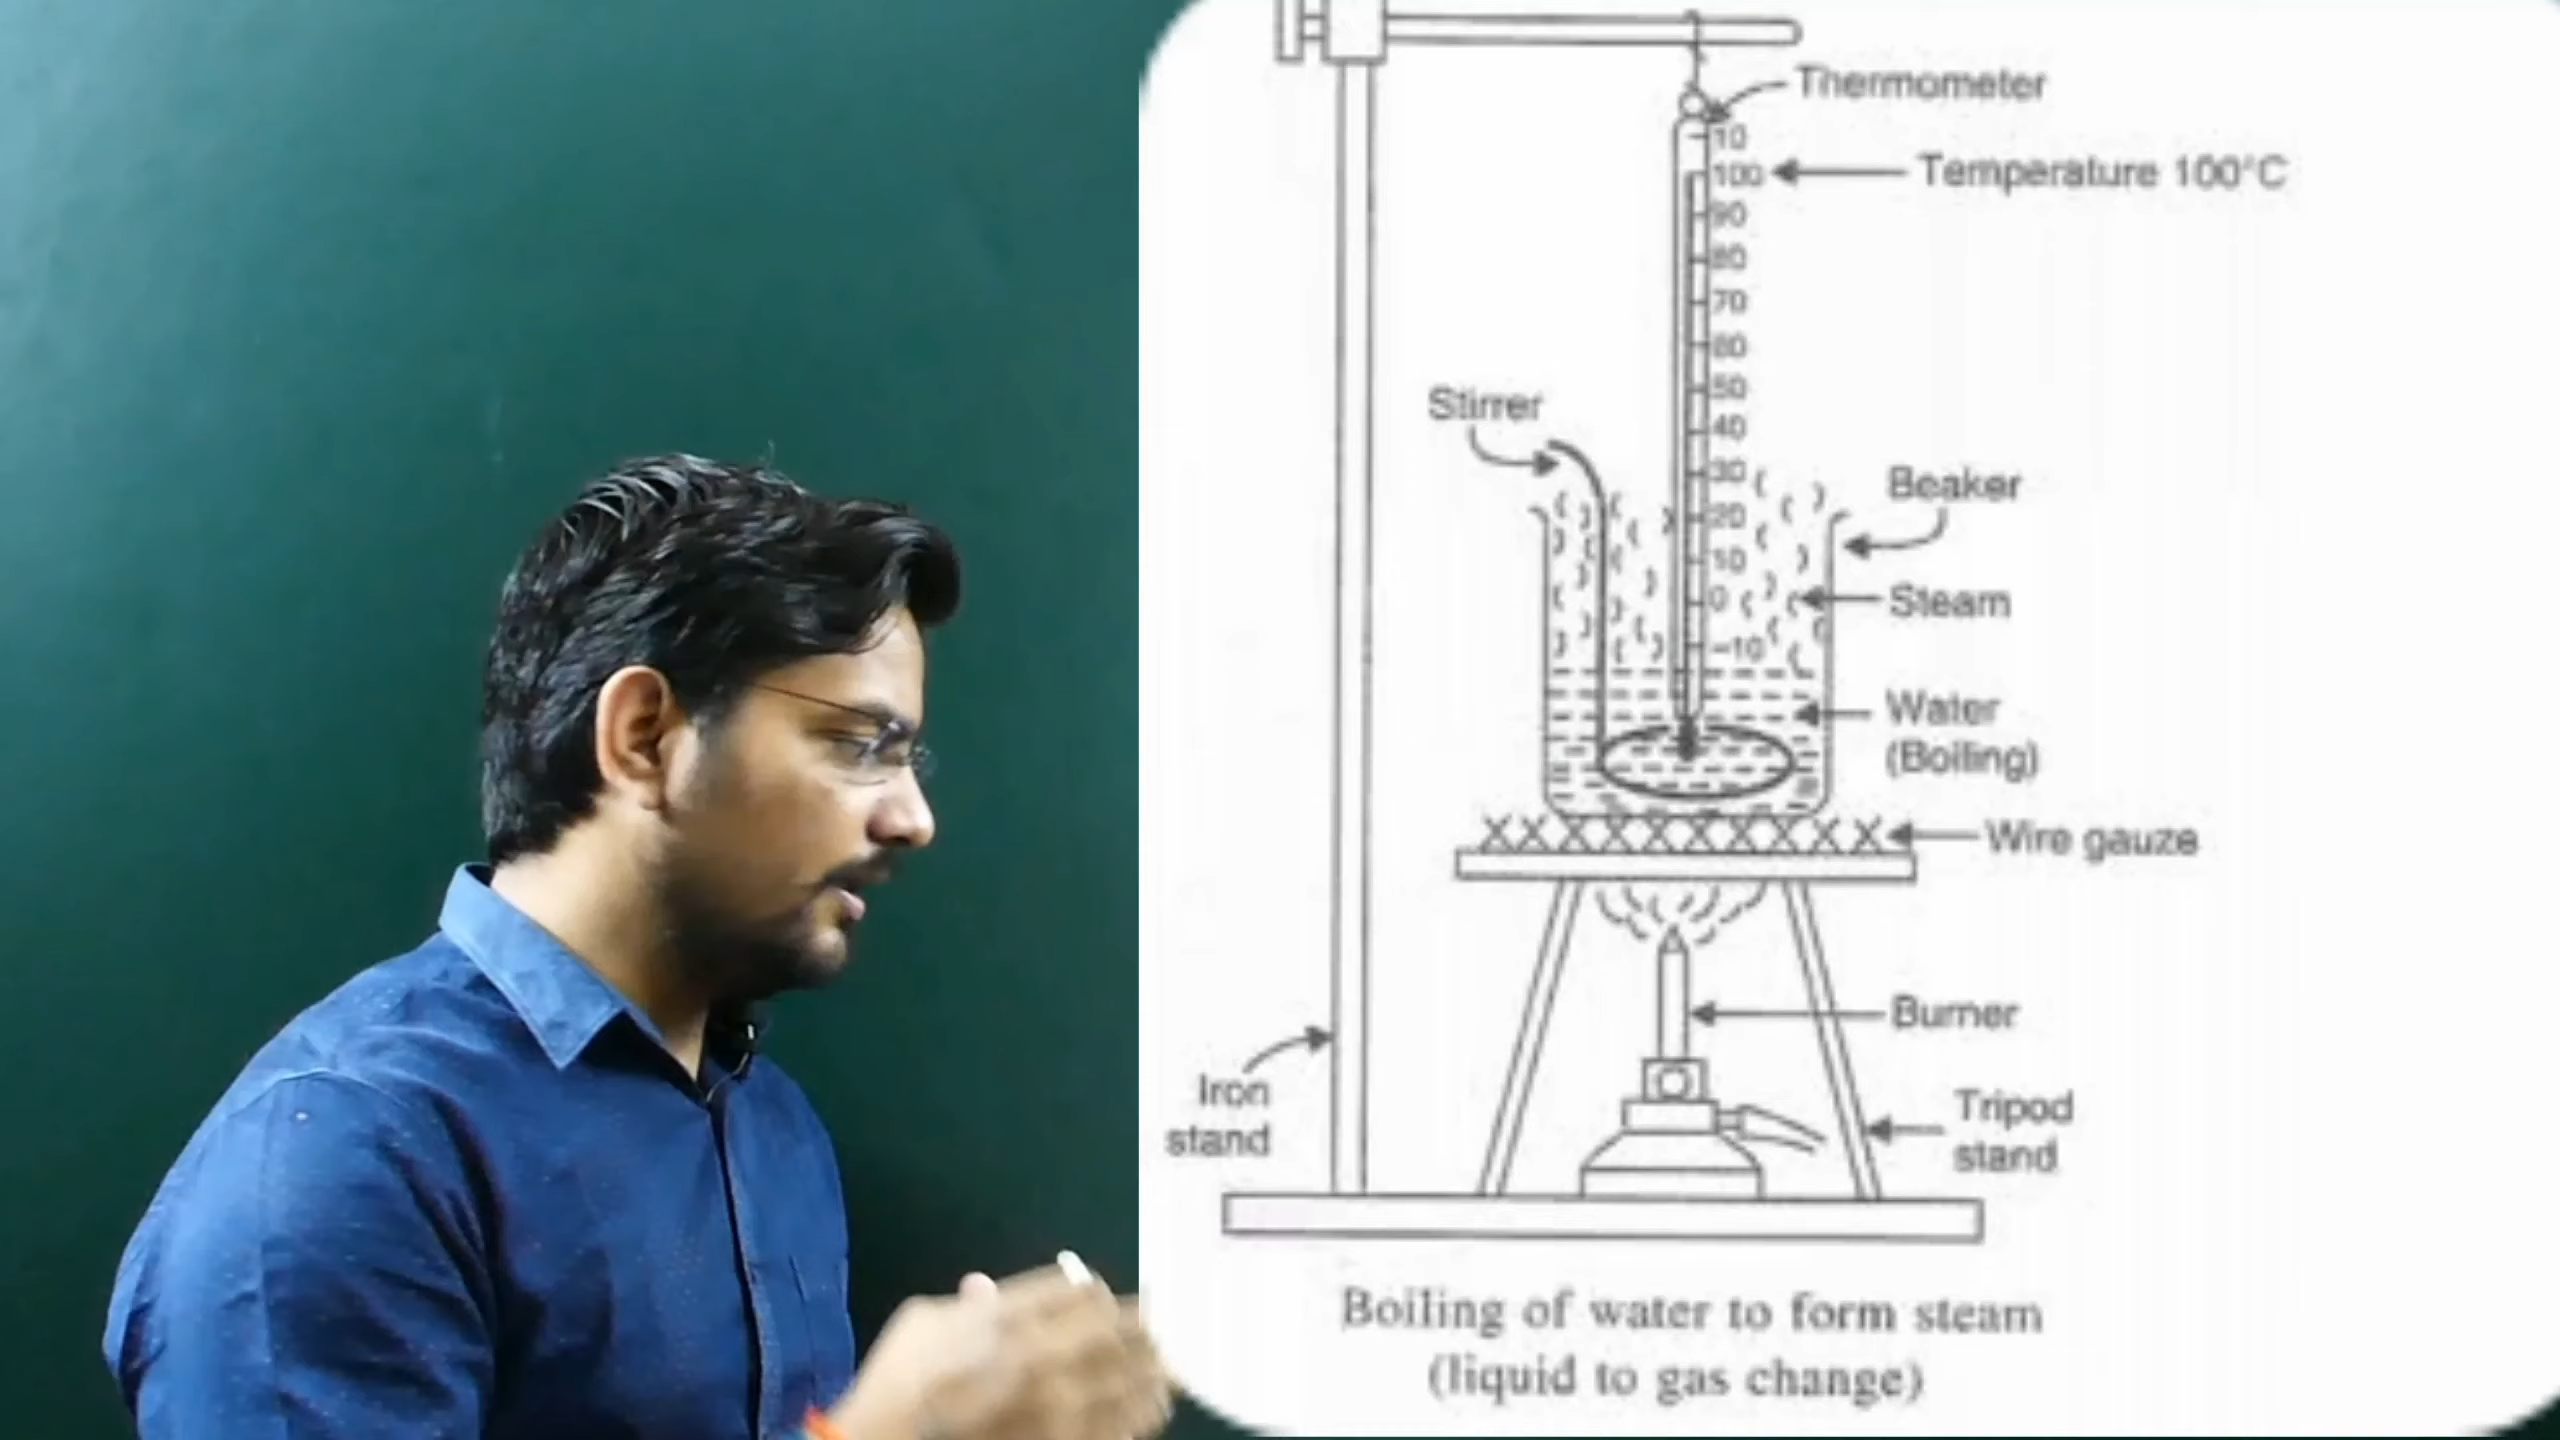 Thermometer
10
100
Temperature 100°C
90
80
70
60
50
40
30
20
10
0
-10
Stirrer
Beaker
Steam
Water
(Boiling)
Wire gauze
Burner
Iron
stand
Tripod
stand
Boiling of water to form steam
(liquid to gas change)